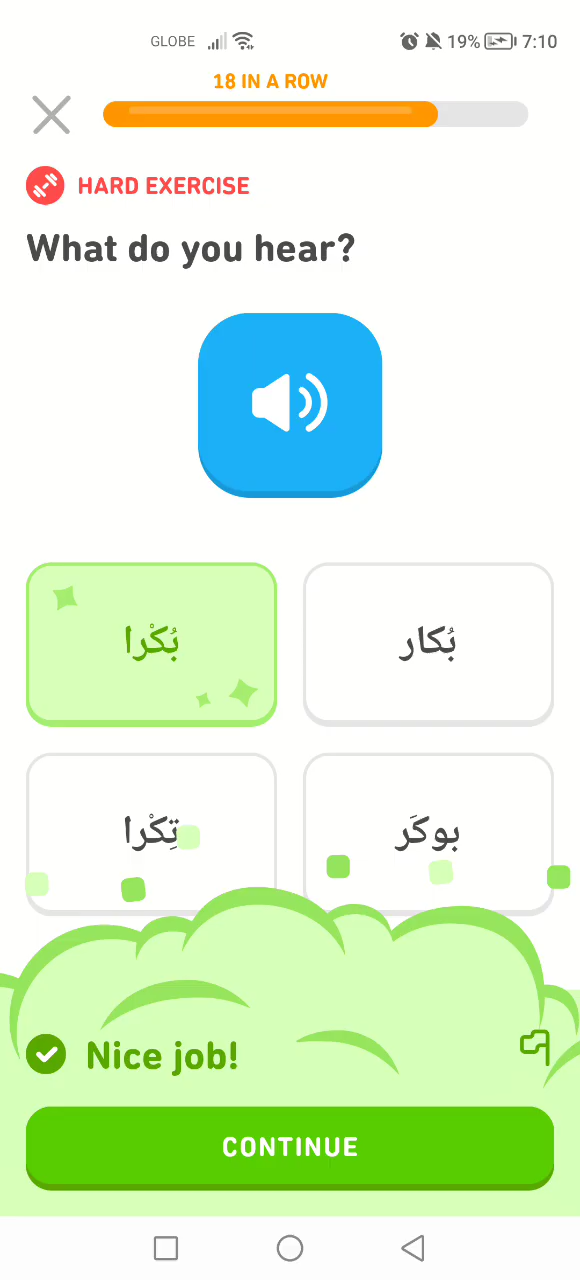 GLOBE 19% 7:10
18 IN A ROW
HARD EXERCISE
What do you hear?
بُكْرا
بُكار
تِكْرا
بوكَر
Nice job!
CONTINUE